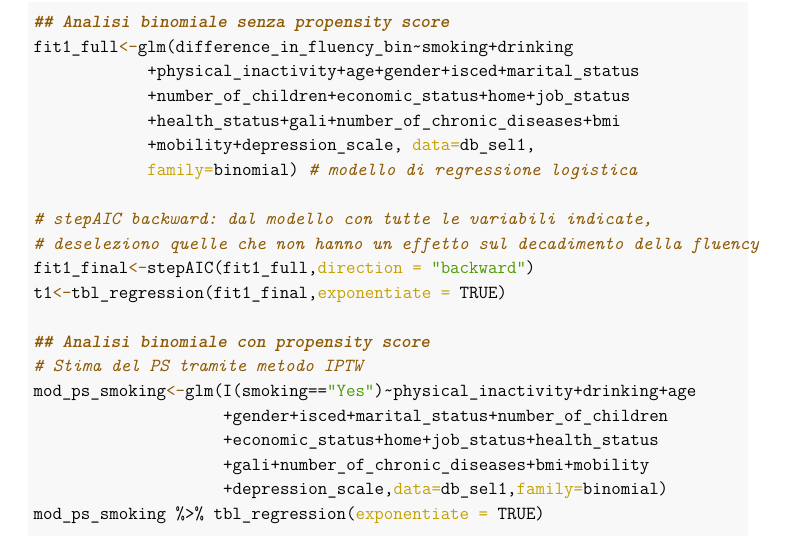 ## Analisi binomiale senza propensity score
fit1_full<-glm(difference_in_fluency_bin~smoking+drinking
+physical_inactivity+age+gender+isced+marital_status
+number_of_children+economic_status+home+job_status
+health_status+gali+number_of_chronic_diseases+bmi
+mobility+depression_scale, data=db_sel1,
family=binomial) # modello di regressione logistica
# stepAIC backward: dal modello con tutte le variabili indicate,
# deseleziono quelle che non hanno un effetto sul decadimento della fluency
fit1_final<-stepAIC(fit1_full,direction = "backward")
t1<-tbl_regression(fit1_final,exponentiate = TRUE)
## Analisi binomiale con propensity score
# Stima del PS tramite metodo IPTW
mod_ps_smoking<-glm(I(smoking=="Yes")~physical_inactivity+drinking+age
+gender+isced+marital_status+number_of_children
+economic_status+home+job_status+health_status
+gali+number_of_chronic_diseases+bmi+mobility
+depression_scale,data=db_sel1,family=binomial)
mod_ps_smoking %>% tbl_regression(exponentiate = TRUE)